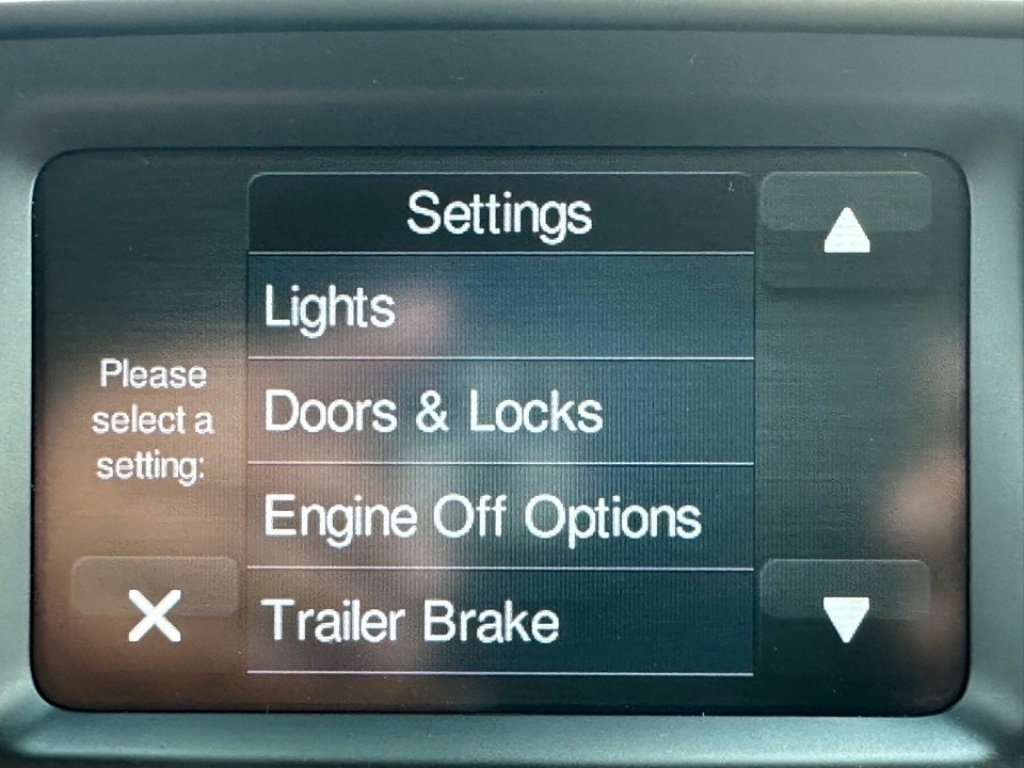 Settings
Lights
Doors & Locks
Engine Off Options
Trailer Brake
Please
select a
setting: